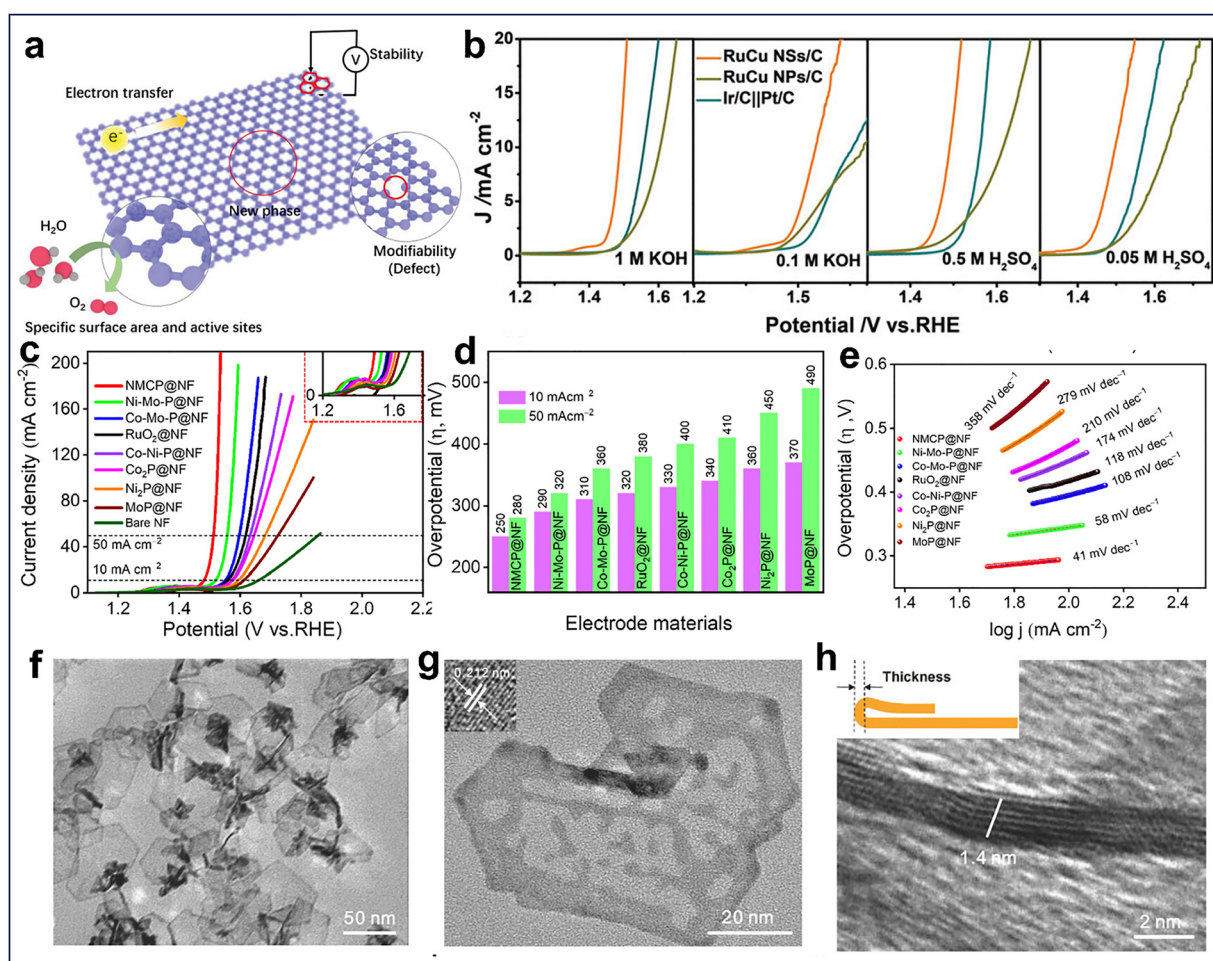 a
V
Stability
Electron transfer
e⁻
New phase
H₂O
Modifiability
(Defect)
O₂
Specific surface area and active sites
b
J /mA cm⁻²
20
15
10
5
0
RuCu NSs/C
RuCu NPs/C
Ir/C||Pt/C
1 M KOH
0.1 M KOH
0.5 M H₂SO₄
0.05 M H₂SO₄
1.2 1.4 1.6 1.2 1.5 1.4 1.6 1.4 1.6
Potential /V vs.RHE
c
Current density (mA cm⁻²)
200
160
120
80
40
0
NMCP@NF
Ni-Mo-P@NF
Co-Mo-P@NF
RuO₂@NF
Co-Ni-P@NF
Co₂P@NF
Ni₂P@NF
MoP@NF
Bare NF
0
1.2 1.6
50 mA cm⁻²
10 mA cm⁻²
1.2 1.4 1.6 1.8 2.0 2.2
Potential (V vs.RHE)
d
Overpotential (η, mV)
500
400
300
200
10 mAcm⁻²
50 mAcm⁻²
250 280 290 320 310 360 320 380 330 400 340 410 360 450 370 490
NMCP@NF
Ni-Mo-P@NF
Co-Mo-P@NF
RuO₂@NF
Co-Ni-P@NF
Co₂P@NF
Ni₂P@NF
MoP@NF
Electrode materials
e
Overpotential (η ,V)
0.6
0.5
0.4
0.3
358 mV dec⁻¹
279 mV dec⁻¹
210 mV dec⁻¹
174 mV dec⁻¹
118 mV dec⁻¹
108 mV dec⁻¹
58 mV dec⁻¹
41 mV dec⁻¹
NMCP@NF
Ni-Mo-P@NF
Co-Mo-P@NF
RuO₂@NF
Co-Ni-P@NF
Co₂P@NF
Ni₂P@NF
MoP@NF
1.4 1.6 1.8 2.0 2.2 2.4
log j (mA cm⁻²)
f
50 nm
g
0.212 nm
20 nm
h
Thickness
1.4 nm
2 nm